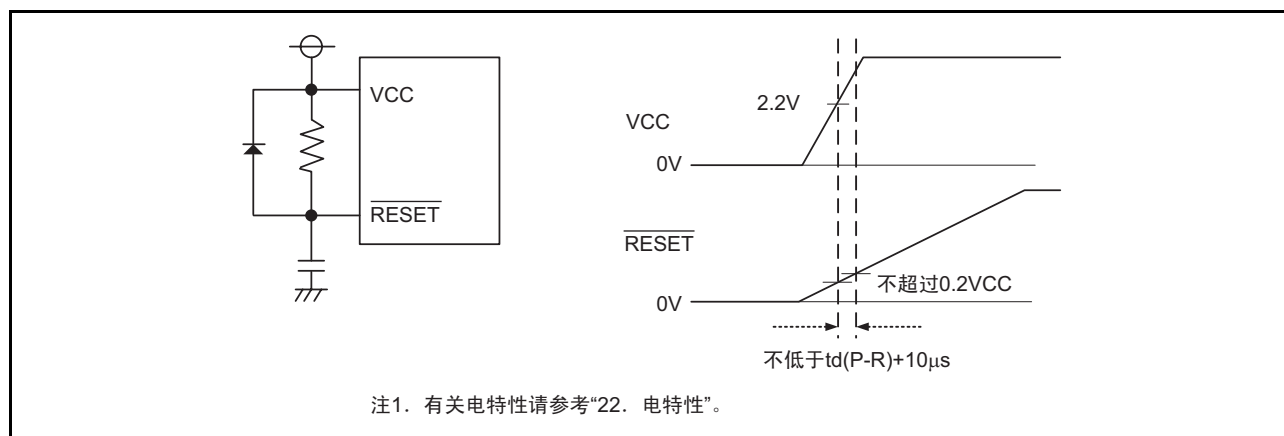 VCC
RESET
2.2V
VCC
0V
RESET
不超过0.2VCC
0V
不低于td(P-R)+10μs
注1．有关电特性请参考“22．电特性”。